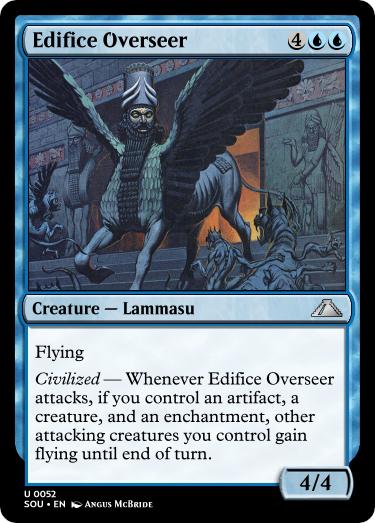 Edifice Overseer 4
Creature — Lammasu
Flying
Civilized — Whenever Edifice Overseer
attacks, if you control an artifact, a
creature, and an enchantment, other
attacking creatures you control gain
flying until end of turn.
4/4
U 0052
SOU • EN Angus McBride